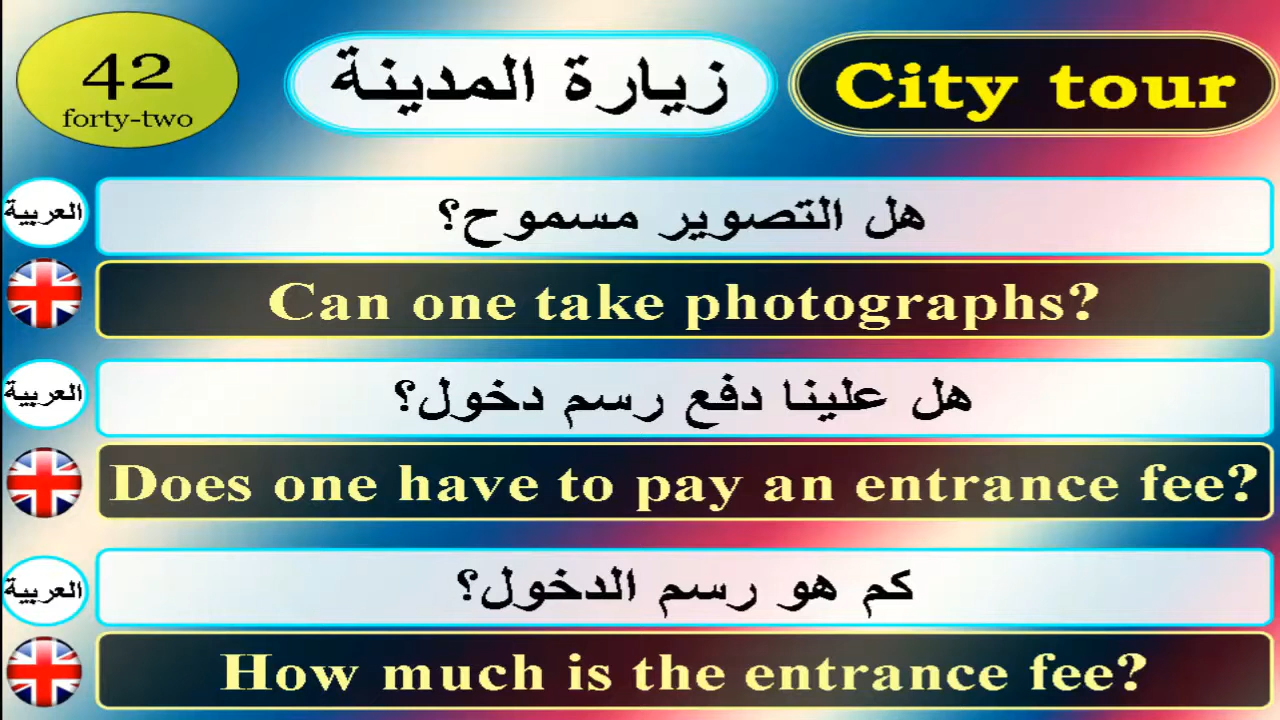 42
forty-two
زيارة المدينة
City tour
العربية
هل التصوير مسموح؟
Can one take photographs?
العربية
هل علينا دفع رسم دخول؟
Does one have to pay an entrance fee?
العربية
كم هو رسم الدخول؟
How much is the entrance fee?